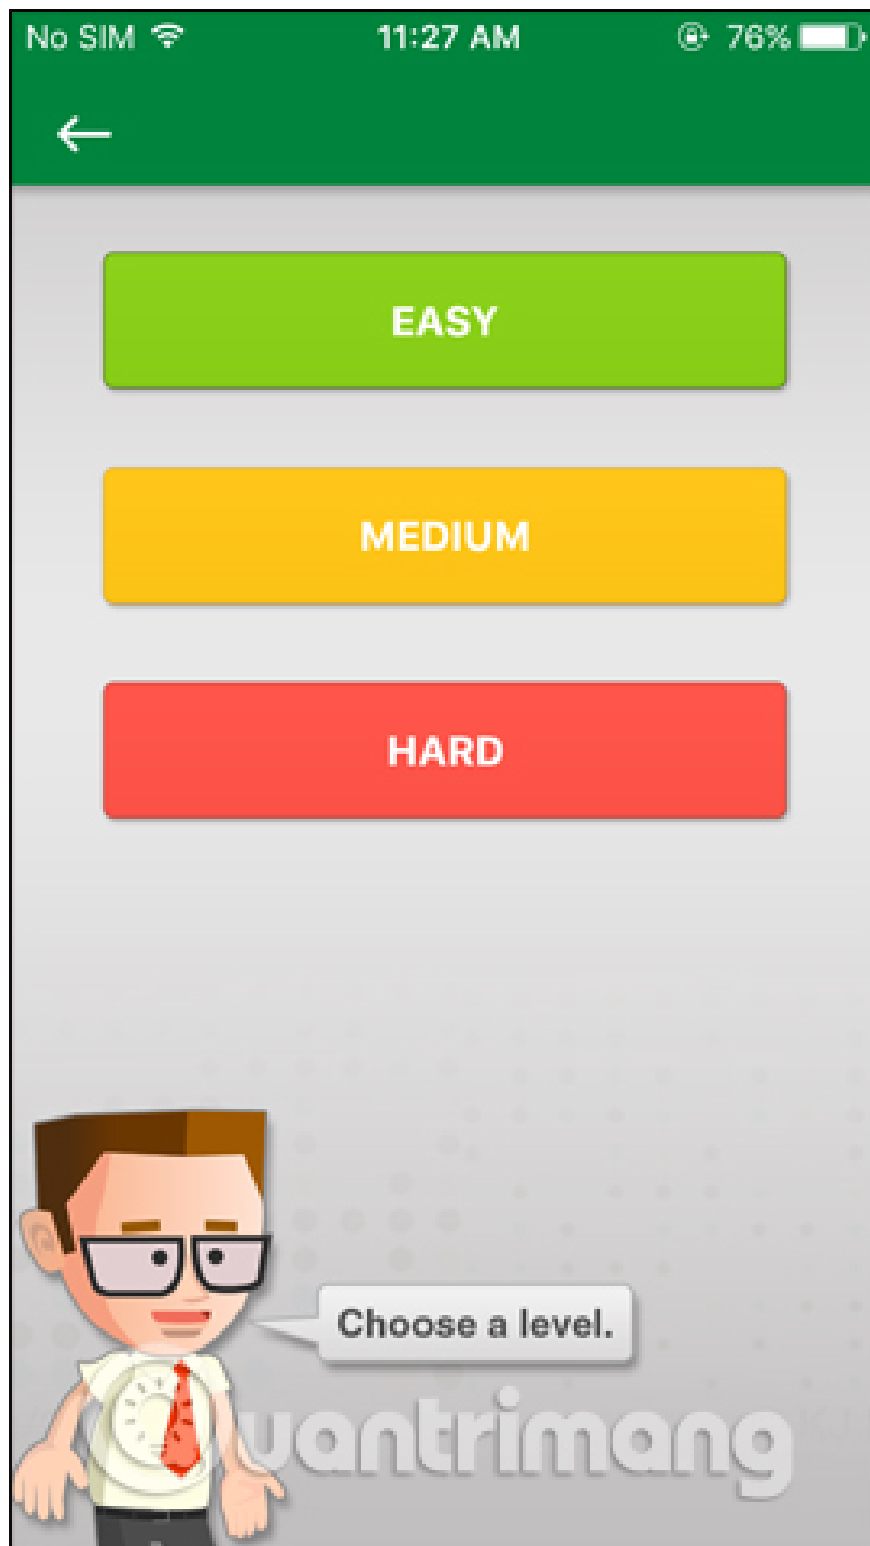 No SIM 11:27 AM 76%
EASY
MEDIUM
HARD
Choose a level.
quantrimang